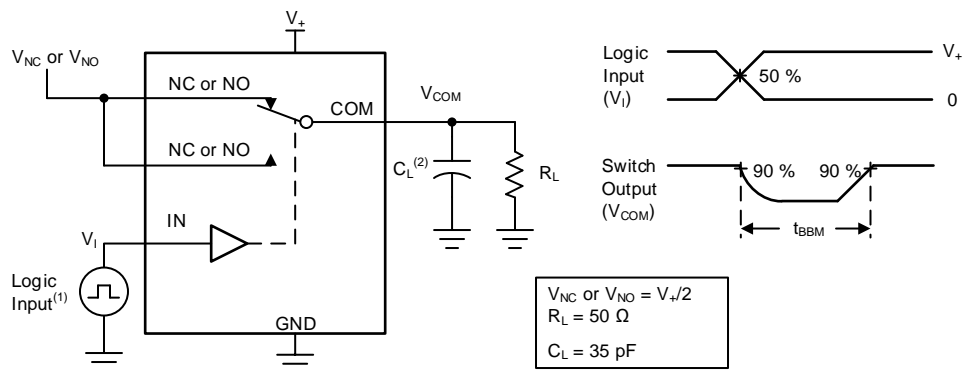 V+
VNC or VNO
NC or NO
COM
VCOM
NC or NO
CL(2)
RL
VI
IN
Logic
Input(1)
GND
Logic
Input
(VI)
50 %
V+
0
Switch
Output
(VCOM)
90 %
90 %
tBBM
VNC or VNO = V+/2
RL = 50 Ω
CL = 35 pF